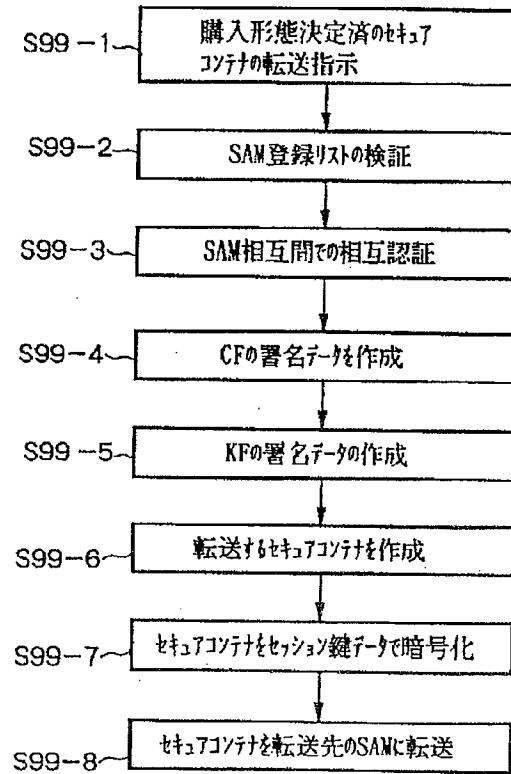 S99-1
購入形態決定済のセキュア
コンテナの転送指示
S99-2
SAM登録リストの検証
S99-3
SAM相互間での相互認証
S99-4
CFの署名データを作成
S99-5
KFの署名データの作成
S99-6
転送するセキュアコンテナを作成
S99-7
セキュアコンテナをセッション鍵データで暗号化
S99-8
セキュアコンテナを転送先のSAMに転送